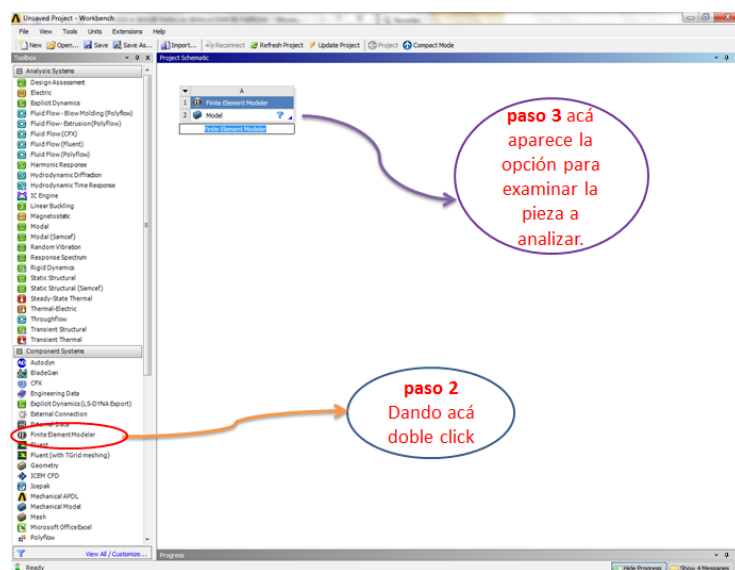 Unsaved Project - Workbench
File View Tools Units Extensions Help
New Open... Save Save As... Import... Reconnect Refresh Project Update Project Project Compact Mode
Toolbox
Project Schematic
Analysis Systems
Design Assessment
Electric
Explicit Dynamics
Fluid Flow - Blow Molding (Polyflow)
Fluid Flow - Extrusion (Polyflow)
Fluid Flow (CFX)
Fluid Flow (Fluent)
Fluid Flow (Polyflow)
Harmonic Response
Hydrodynamic Diffraction
Hydrodynamic Time Response
IC Engine
Linear Buckling
Magnetostatic
Modal
Modal (Samcef)
Random Vibration
Response Spectrum
Rigid Dynamics
Static Structural
Static Structural (Samcef)
Steady-State Thermal
Thermal-Electric
Throughflow
Transient Structural
Transient Thermal
Component Systems
Autodyn
BladeGen
CFX
Engineering Data
Explicit Dynamics (LS-DYNA Export)
External Connection
External Data
Finite Element Modeler
Fluent
Fluent (with TGrid meshing)
Geometry
ICEM CFD
Icepak
Mechanical APDL
Mechanical Model
Mesh
Microsoft Office Excel
Polyflow
View All / Customize...
A
1 Finite Element Modeler
2 Model ?
Finite Element Modeler
paso 3 acá
aparece la
opción para
examinar la
pieza a
analizar.
paso 2
Dando acá
doble click
Progress
Ready
Hide Progress Show 4 Messages